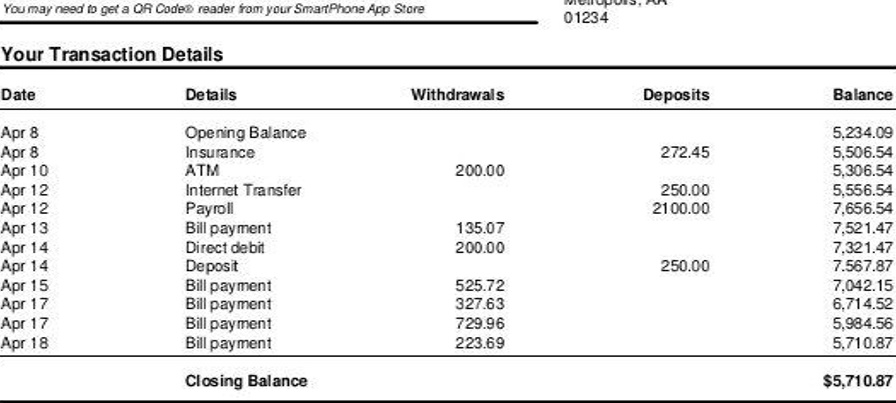 You may need to get a QR Code® reader from your SmartPhone App Store
01234
Your Transaction Details
Date Details Withdrawals Deposits Balance
Apr 8 Opening Balance 5,234.09
Apr 8 Insurance 272.45 5,506.54
Apr 10 ATM 200.00 5,306.54
Apr 12 Internet Transfer 250.00 5,556.54
Apr 12 Payroll 2100.00 7,656.54
Apr 13 Bill payment 135.07 7,521.47
Apr 14 Direct debit 200.00 7,321.47
Apr 14 Deposit 250.00 7.567.87
Apr 15 Bill payment 525.72 7,042.15
Apr 17 Bill payment 327.63 6,714.52
Apr 17 Bill payment 729.96 5,984.56
Apr 18 Bill payment 223.69 5,710.87
Closing Balance $5,710.87